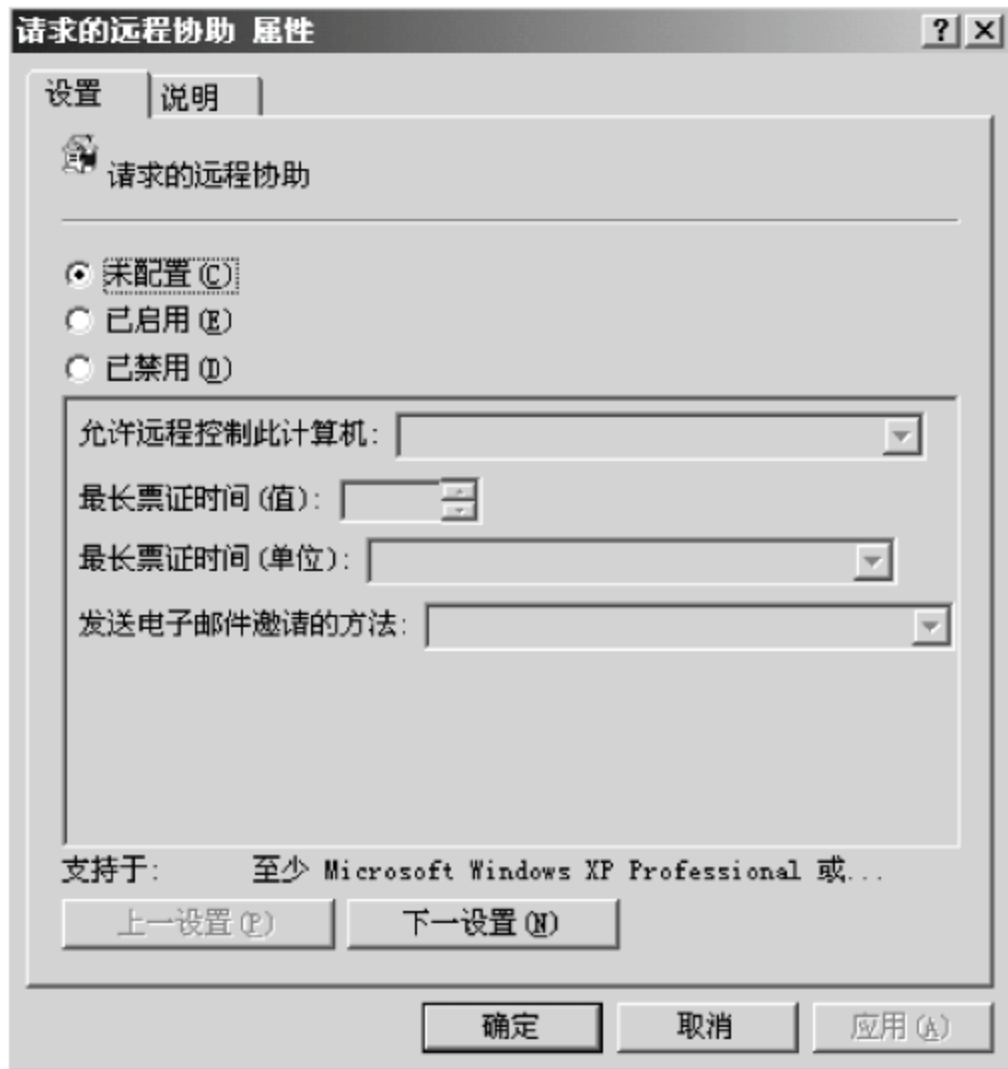 请求的远程协助 属性
设置 说明
请求的远程协助
未配置(C)
已启用(E)
已禁用(D)
允许远程控制此计算机:
最长票证时间(值):
最长票证时间(单位):
发送电子邮件邀请的方法:
支持于: 至少 Microsoft Windows XP Professional 或...
上一设置(P) 下一设置(N)
确定 取消 应用(A)